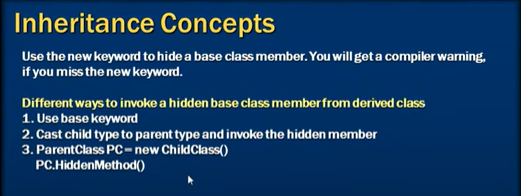 Inheritance Concepts
Use the new keyword to hide a base class member. You will get a compiler warning,
if you miss the new keyword.
Different ways to invoke a hidden base class member from derived class
1. Use base keyword
2. Cast child type to parent type and invoke the hidden member
3. ParentClass PC = new ChildClass()
PC.HiddenMethod()